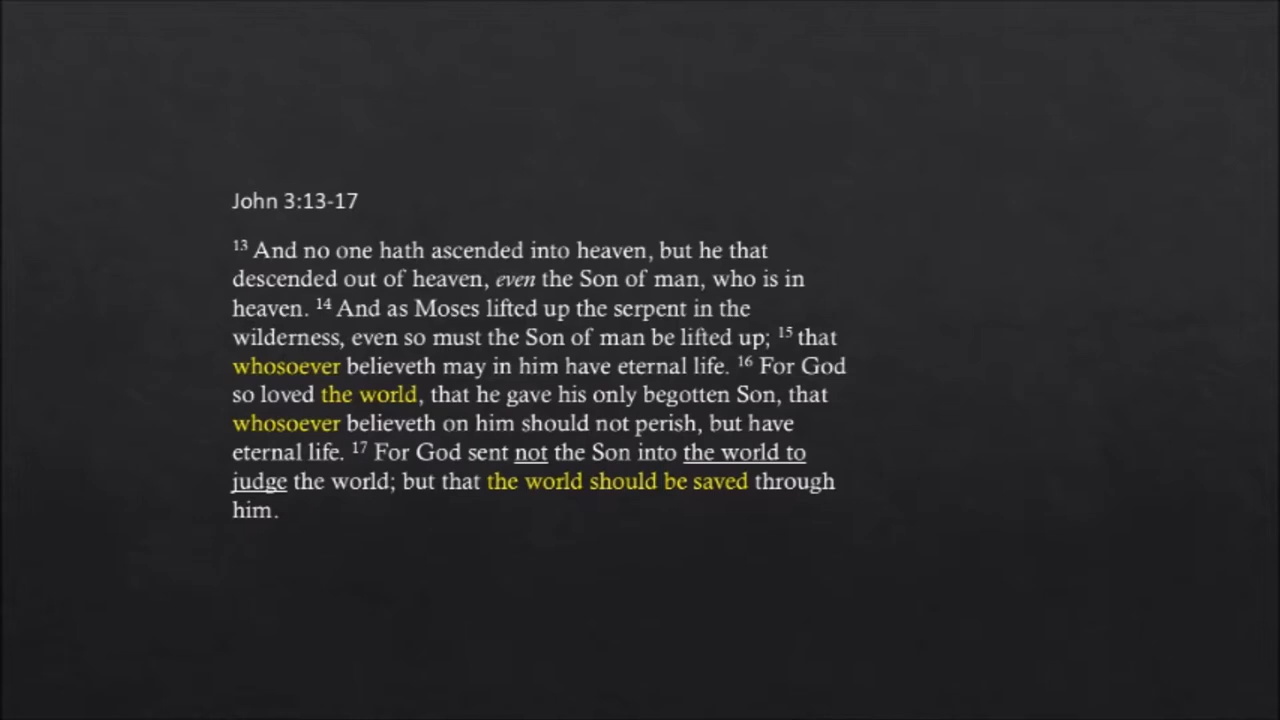 John 3:13-17
13 And no one hath ascended into heaven, but he that
descended out of heaven, even the Son of man, who is in
heaven. 14 And as Moses lifted up the serpent in the
wilderness, even so must the Son of man be lifted up; 15 that
whosoever believeth may in him have eternal life. 16 For God
so loved the world, that he gave his only begotten Son, that
whosoever believeth on him should not perish, but have
eternal life. 17 For God sent not the Son into the world to
judge the world; but that the world should be saved through
him.